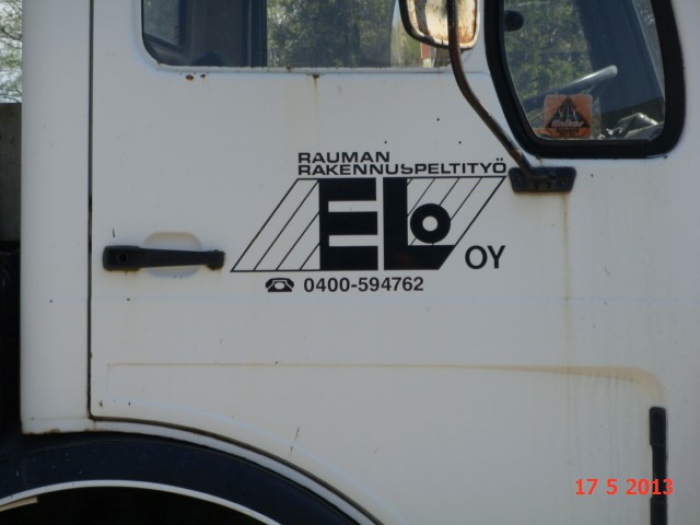 RAUMAN
RAKENNUSPELTITYÖ
ELO OY
0400-594762
17 5 2013